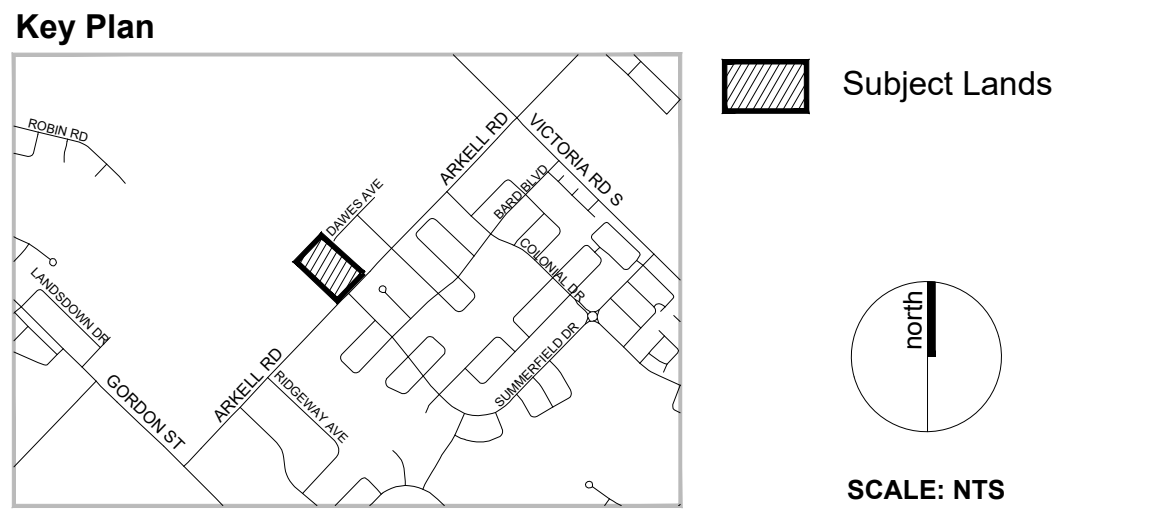 Key Plan
Subject Lands
ROBIN RD
ARKELL RD
VICTORIA RD S
DAWES AVE
BARD BLVD
COLONIAL DR
LANDSDOWN DR
north
SUMMERFIELD DR
ARKELL RD
RIDGEWAY AVE
GORDON ST
SCALE: NTS